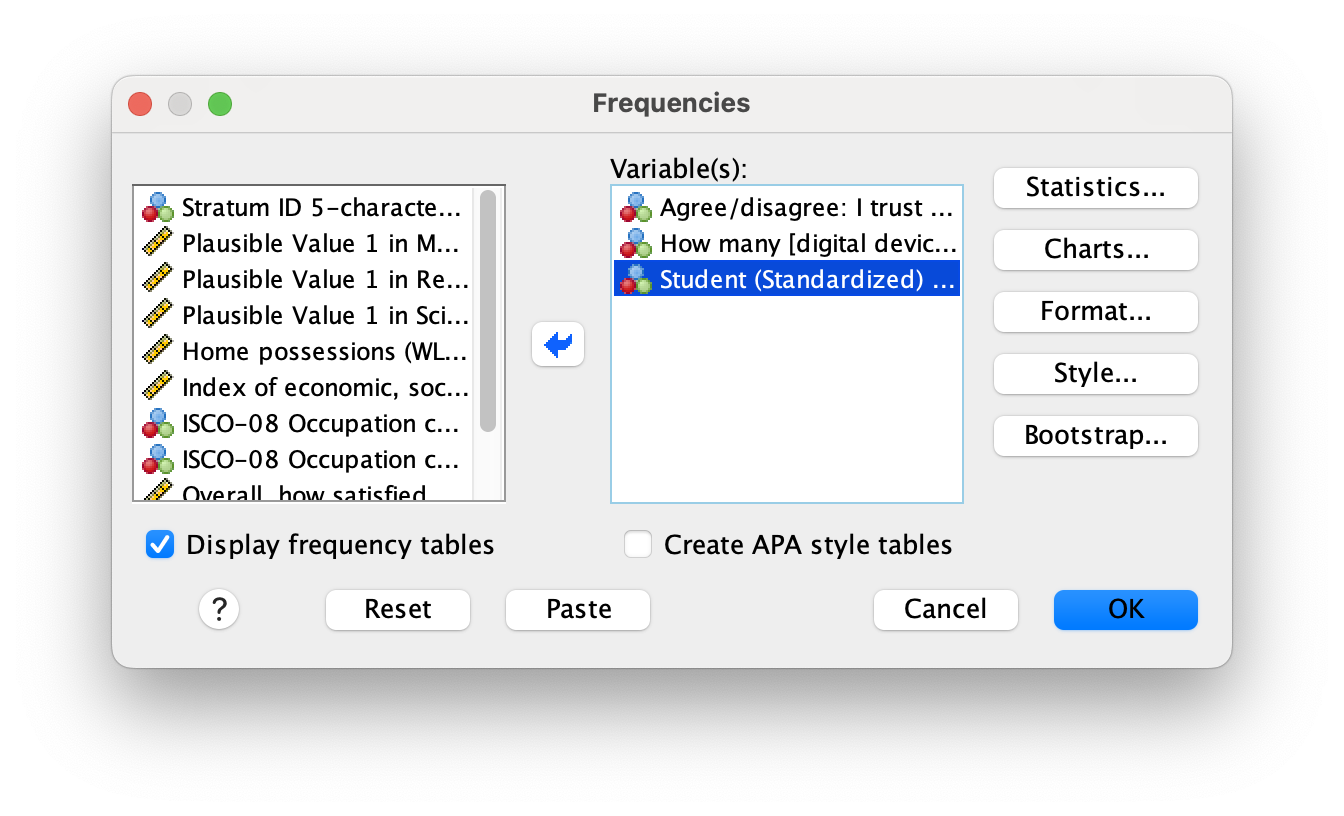 Frequencies
Variable(s):
Stratum ID 5-characte...
Plausible Value 1 in M...
Plausible Value 1 in Re...
Plausible Value 1 in Sci...
Home possessions (WL...
Index of economic, soc...
ISCO-08 Occupation c...
ISCO-08 Occupation c...
Overall, how satisfied
Agree/disagree: I trust ...
How many [digital devic...
Student (Standardized) ...
Statistics...
Charts...
Format...
Style...
Bootstrap...
Display frequency tables
Create APA style tables
?
Reset
Paste
Cancel
OK